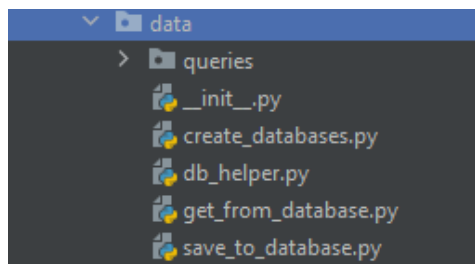 data
queries
__init__.py
create_databases.py
db_helper.py
get_from_database.py
save_to_database.py